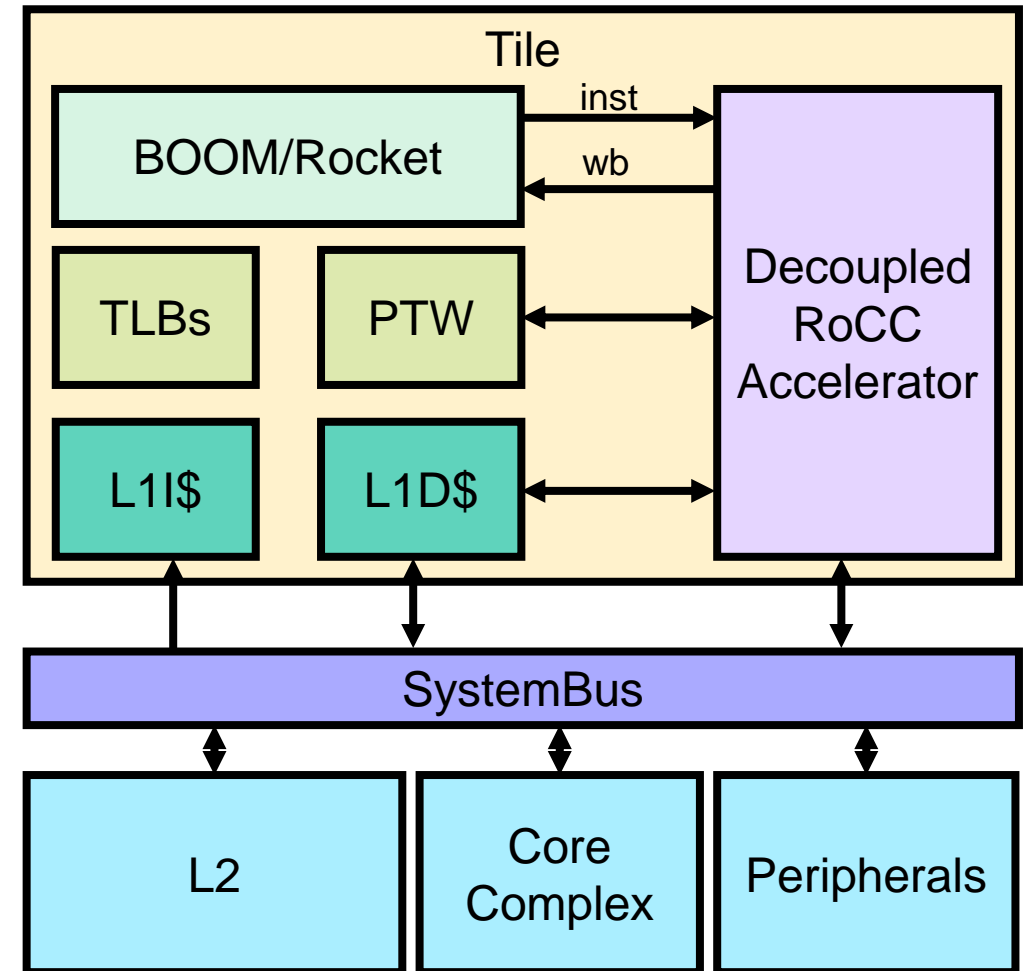 Tile
BOOM/Rocket
inst
wb
TLBs
PTW
Decoupled
RoCC
Accelerator
L1I$
L1D$
SystemBus
L2
Core
Complex
Peripherals